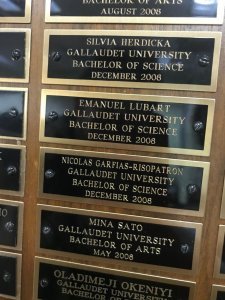 BACHELOR OF ARTS
AUGUST 2008
SILVIA HERDICKA
GALLAUDET UNIVERSITY
BACHELOR OF SCIENCE
DECEMBER 2008
EMANUEL LUBART
GALLAUDET UNIVERSITY
BACHELOR OF SCIENCE
DECEMBER 2008
NICOLAS GARFIAS-RISOPATRON
GALLAUDET UNIVERSITY
BACHELOR OF SCIENCE
DECEMBER 2008
MINA SATO
GALLAUDET UNIVERSITY
BACHELOR OF ARTS
MAY 2008
OLADIMEJI OKENIYI